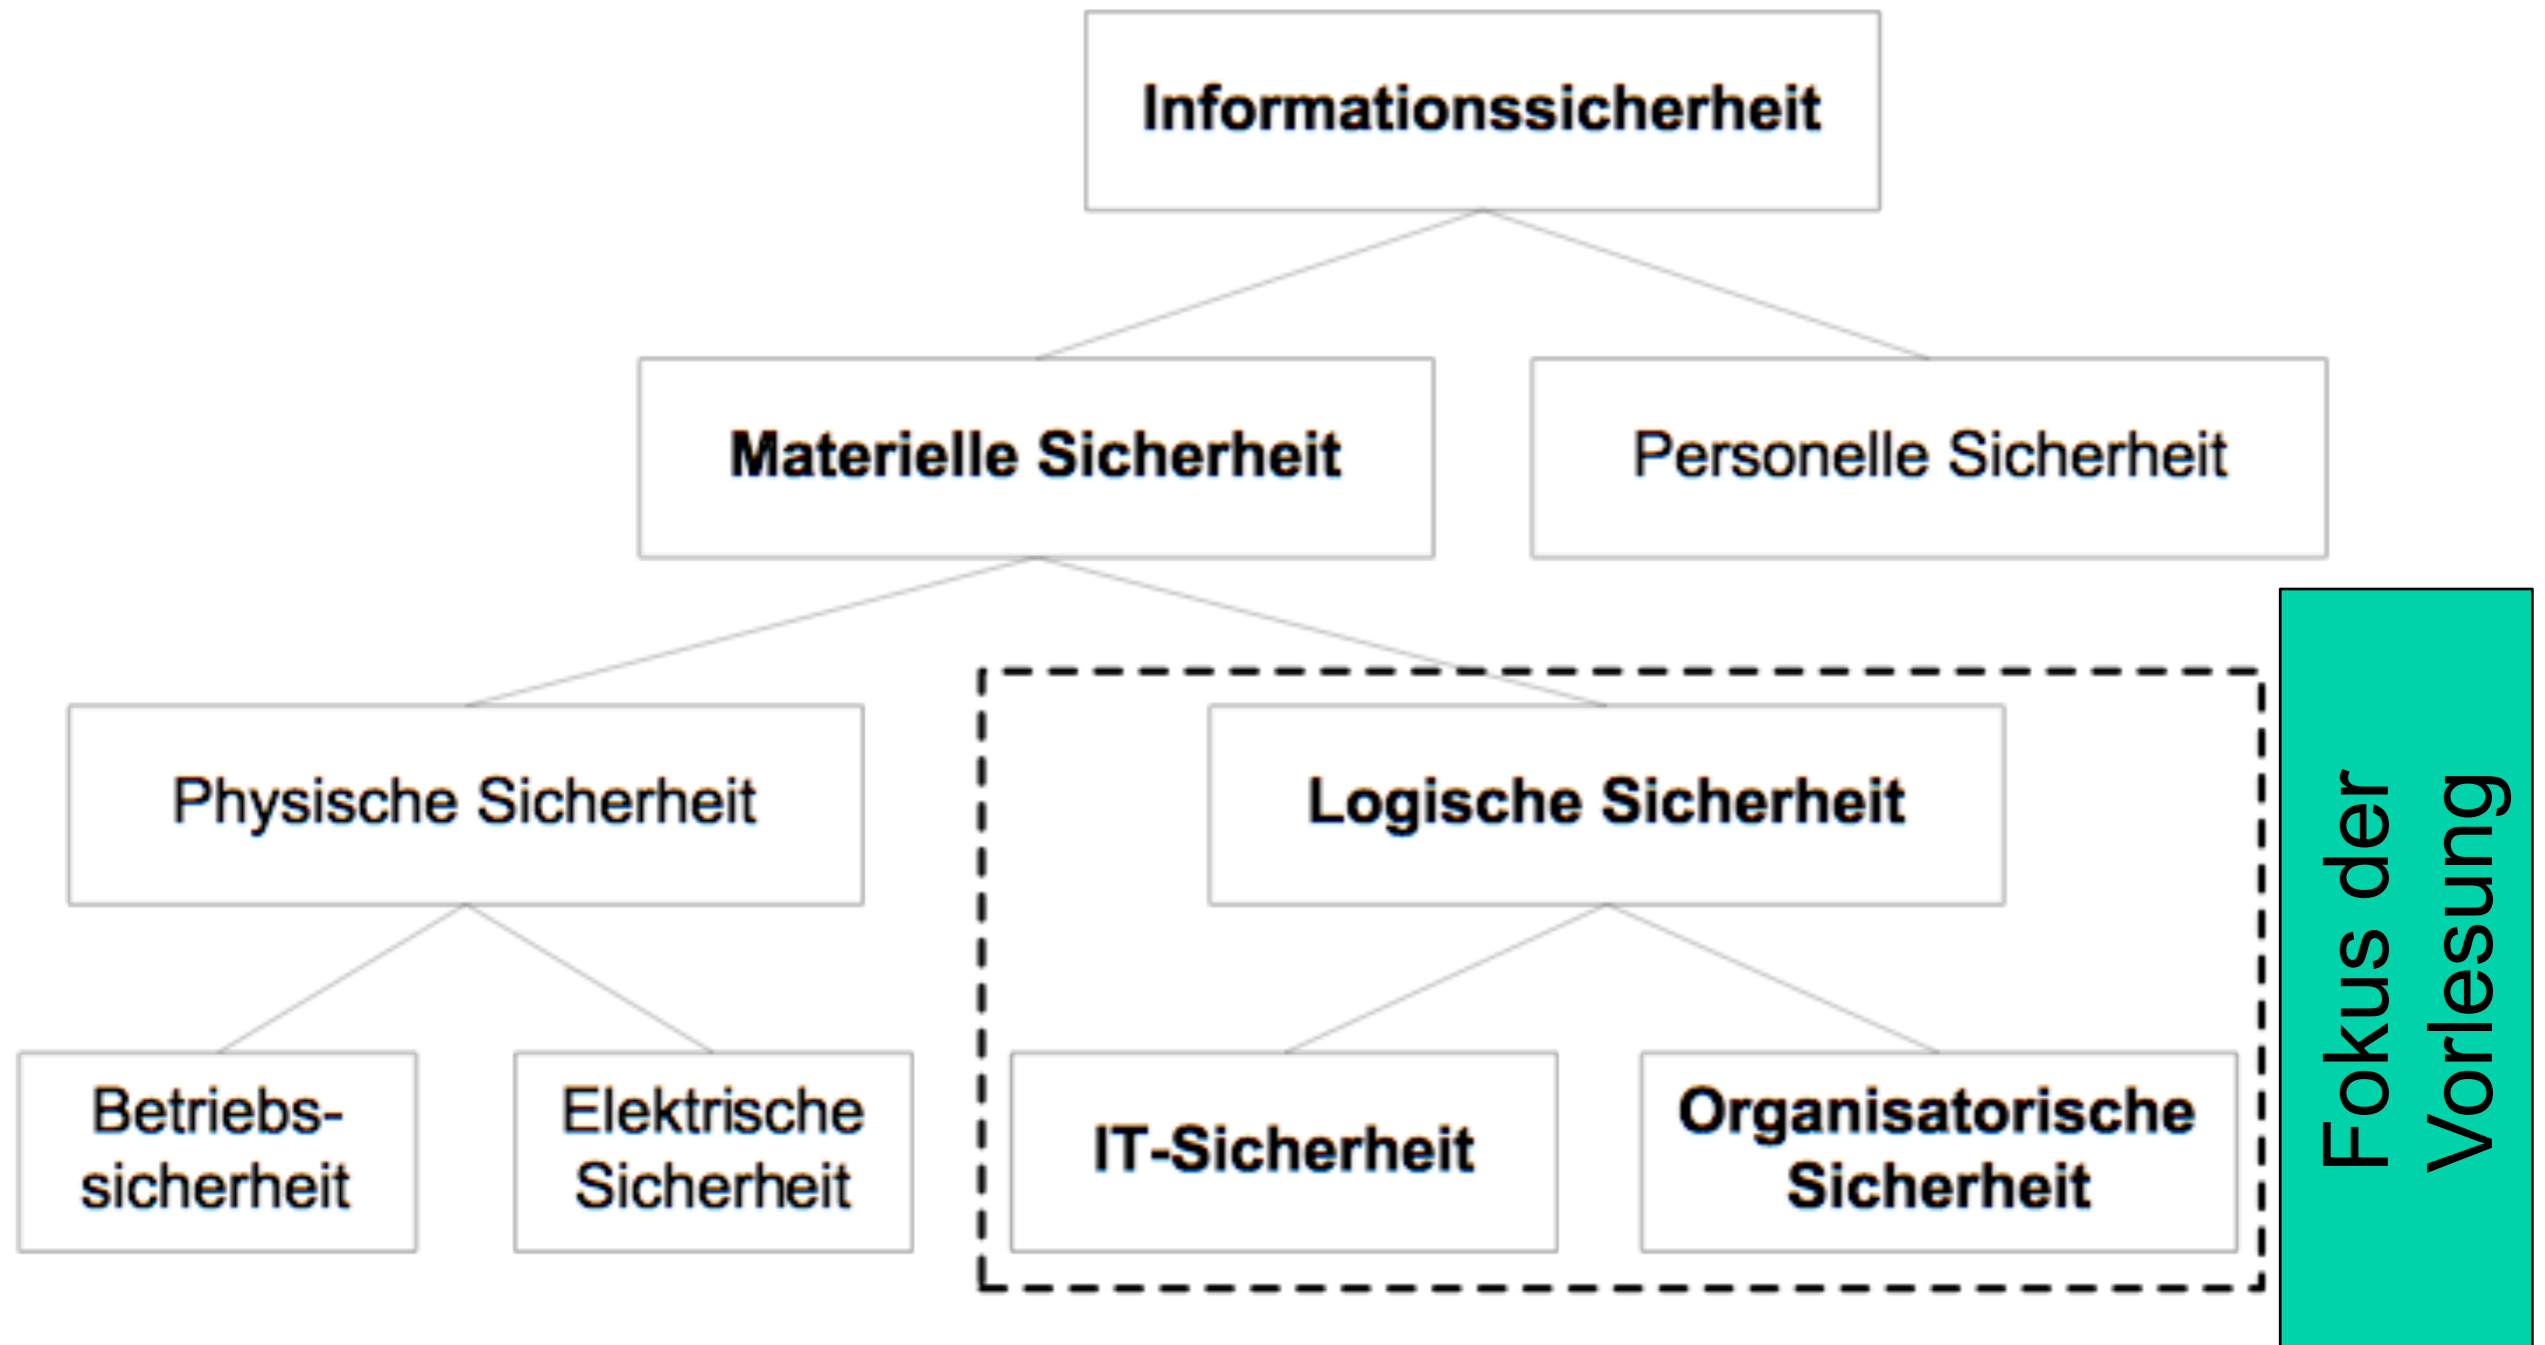 Informationssicherheit
Materielle Sicherheit
Personelle Sicherheit
Physische Sicherheit
Logische Sicherheit
Betriebs-
sicherheit
Elektrische
Sicherheit
IT-Sicherheit
Organisatorische
Sicherheit
Fokus der
Vorlesung